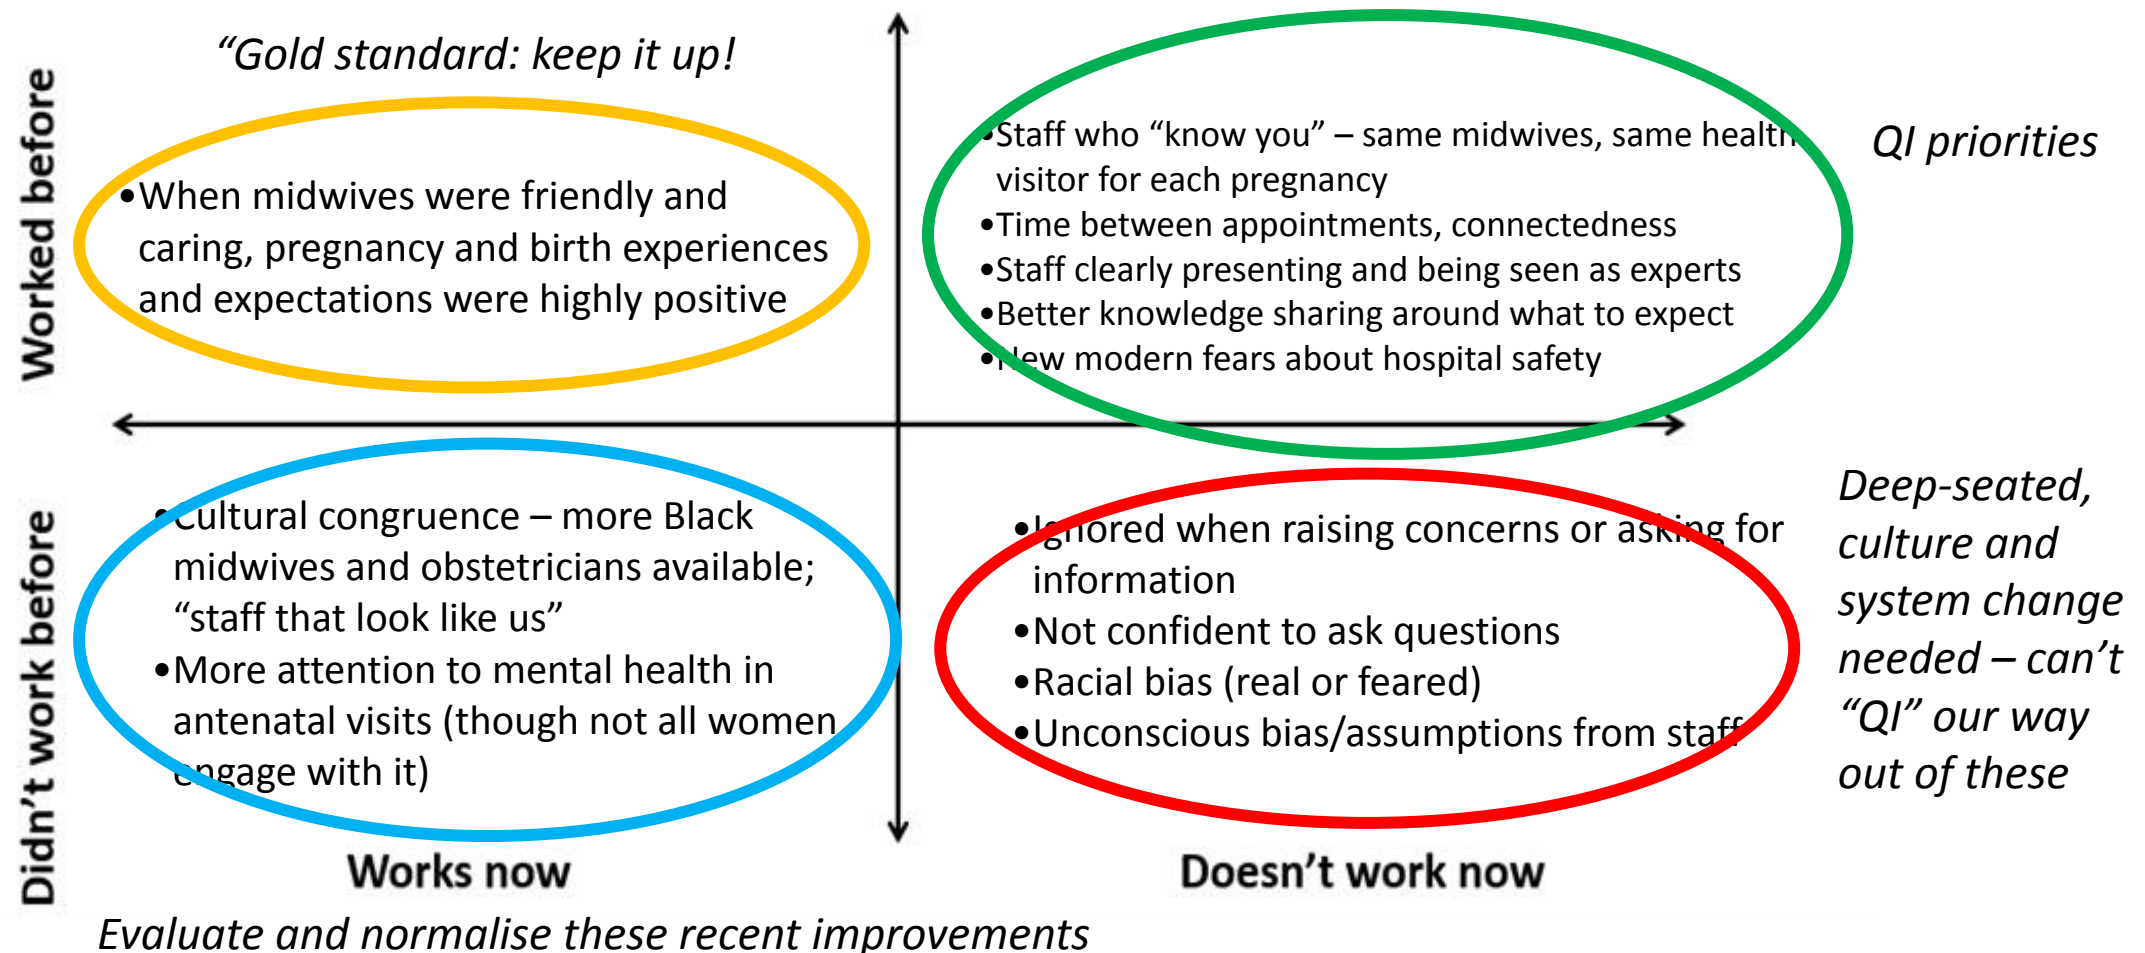 “Gold standard: keep it up!
Worked before
•When midwives were friendly and
caring, pregnancy and birth experiences
and expectations were highly positive
•Staff who “know you” – same midwives, same health
visitor for each pregnancy
•Time between appointments, connectedness
•Staff clearly presenting and being seen as experts
•Better knowledge sharing around what to expect
•New modern fears about hospital safety
QI priorities
Didn’t work before
•Cultural congruence – more Black
midwives and obstetricians available;
“staff that look like us”
•More attention to mental health in
antenatal visits (though not all women
engage with it)
•Ignored when raising concerns or asking for
information
•Not confident to ask questions
•Racial bias (real or feared)
•Unconscious bias/assumptions from staff
Deep-seated,
culture and
system change
needed – can’t
“QI” our way
out of these
Works now
Doesn’t work now
Evaluate and normalise these recent improvements